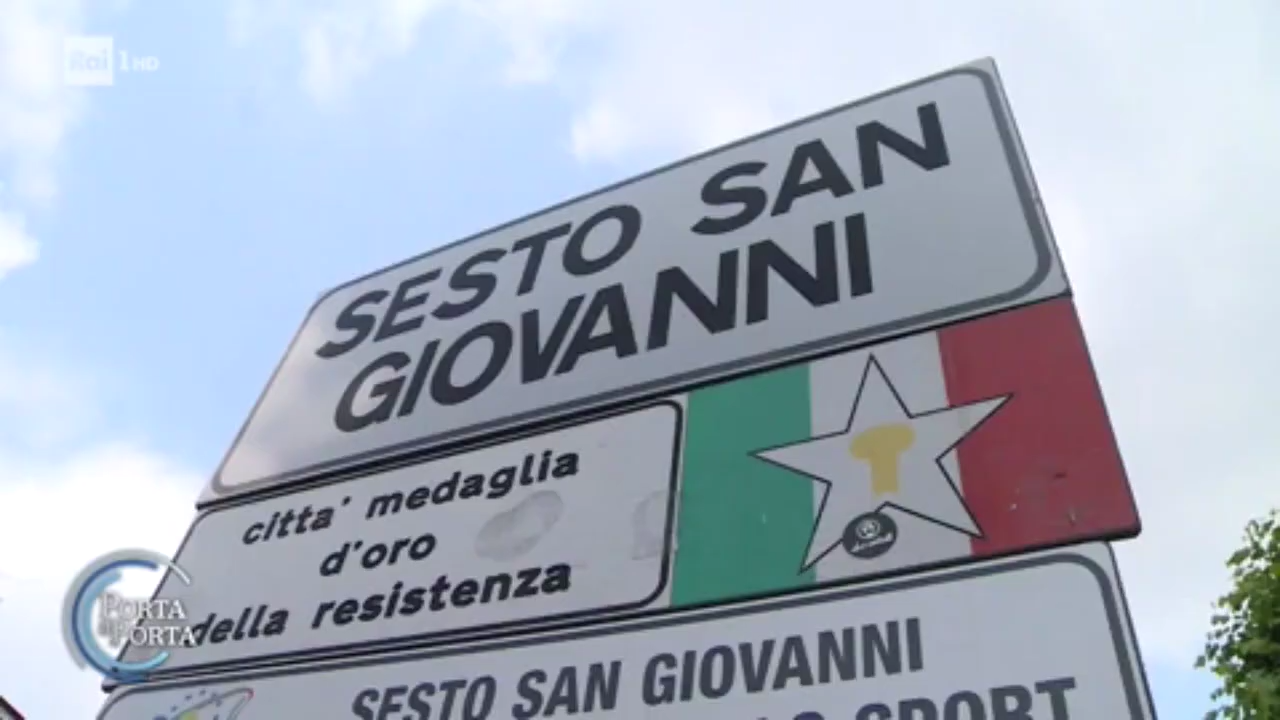 Rai 1 HD
SESTO SAN
GIOVANNI
citta' medaglia
d'oro
della resistenza
PORTA
PORTA
SESTO SAN GIOVANNI
SPORT